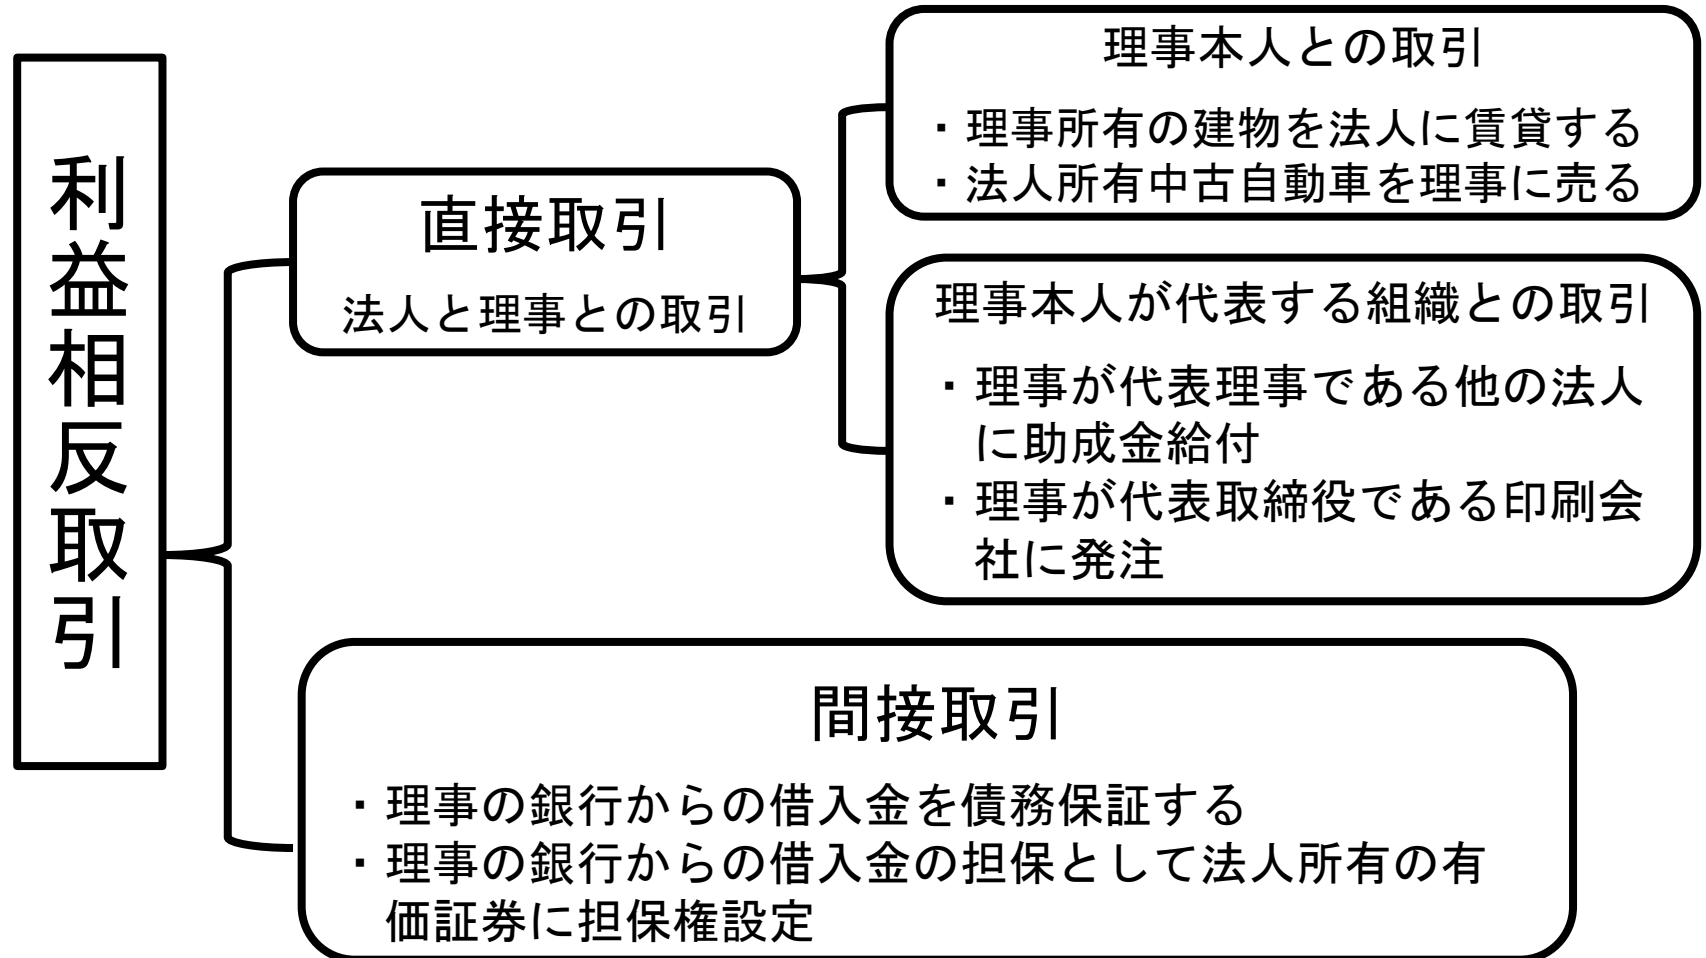 利益相反取引
直接取引
法人と理事との取引
理事本人との取引
・理事所有の建物を法人に賃貸する
・法人所有中古自動車を理事に売る
理事本人が代表する組織との取引
・理事が代表理事である他の法人
に助成金給付
・理事が代表取締役である印刷会
社に発注
間接取引
・理事の銀行からの借入金を債務保証する
・理事の銀行からの借入金の担保として法人所有の有
価証券に担保権設定